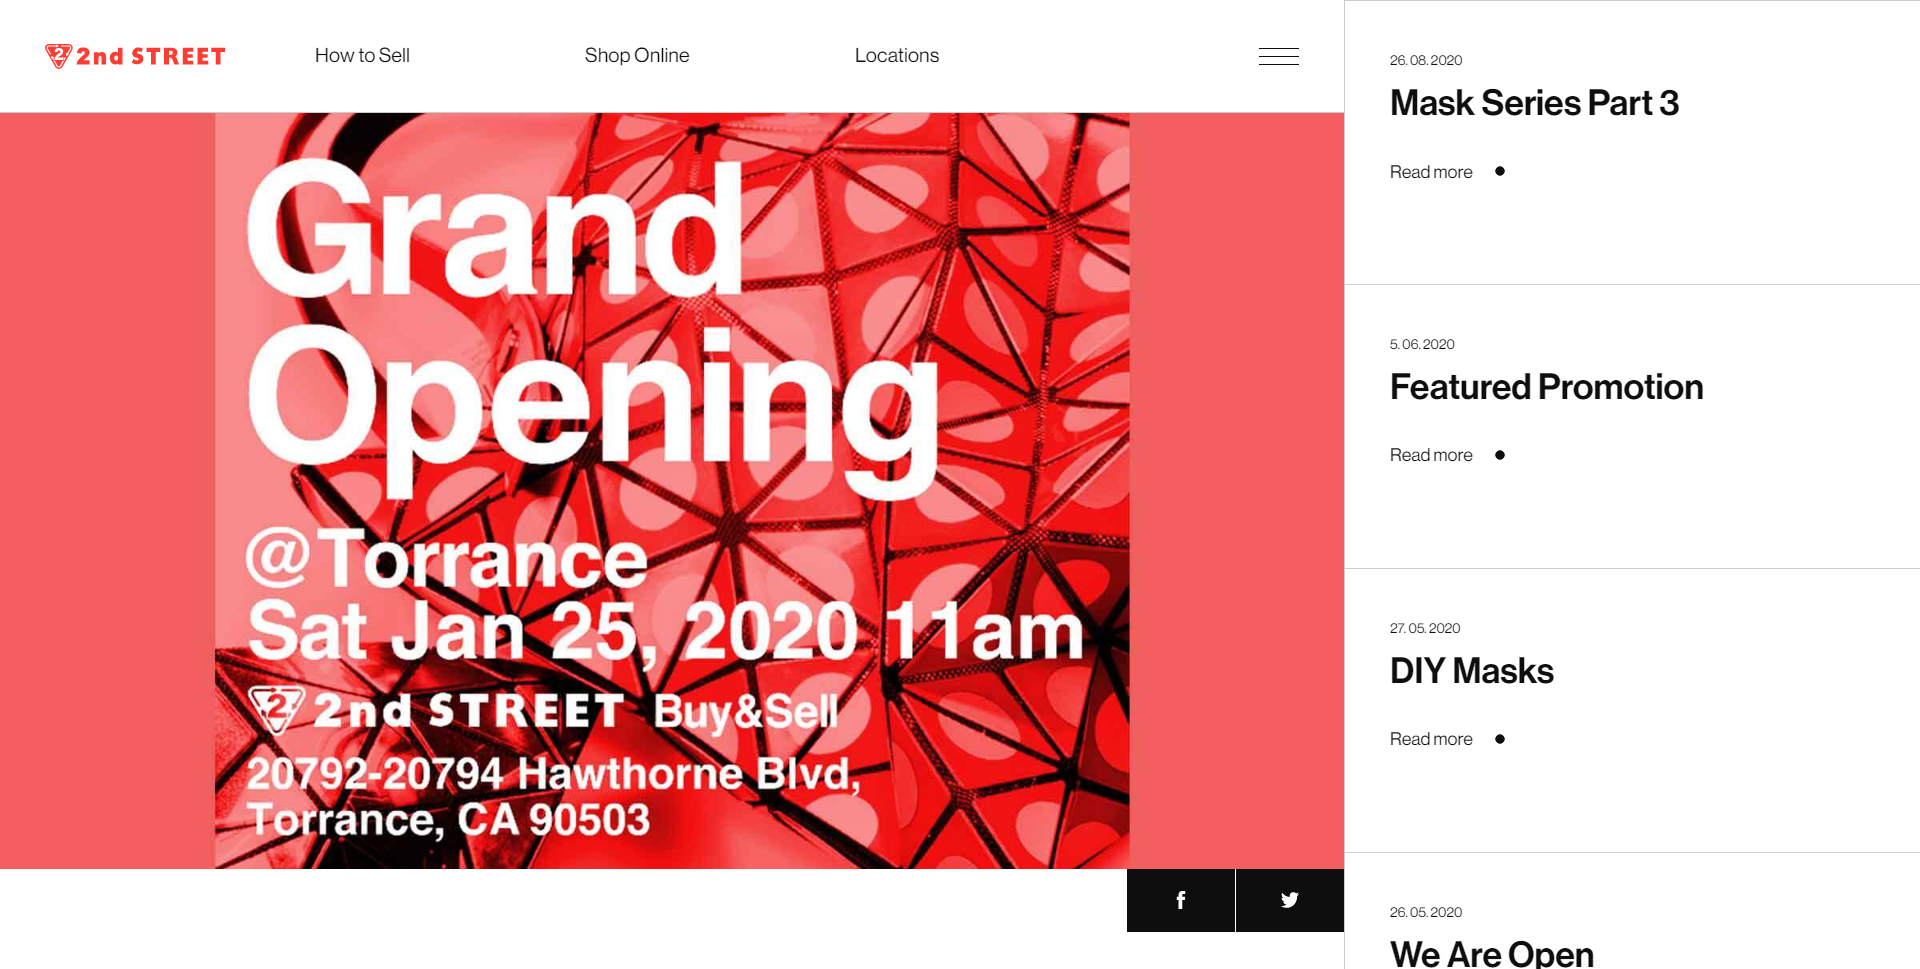 2nd STREET
How to Sell
Shop Online
Locations
Grand
Opening
@Torrance
Sat Jan 25, 2020 11am
2nd STREET Buy&Sell
20792-20794 Hawthorne Blvd,
Torrance, CA 90503
26. 08. 2020
Mask Series Part 3
Read more
5. 06. 2020
Featured Promotion
Read more
27. 05. 2020
DIY Masks
Read more
26. 05. 2020
We Are Open